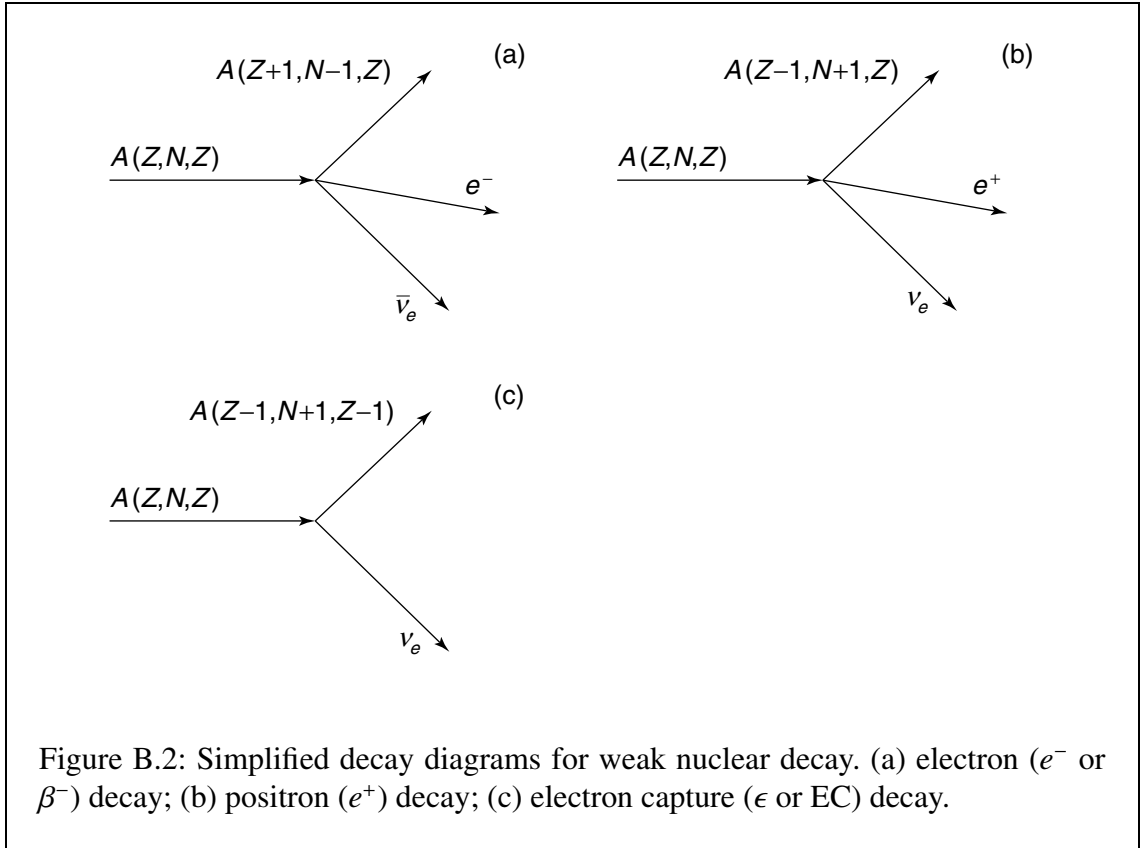 (a)
A(Z+1,N−1,Z)
A(Z,N,Z)
e⁻
ν̅ₑ
(b)
A(Z−1,N+1,Z)
A(Z,N,Z)
e⁺
νₑ
(c)
A(Z−1,N+1,Z−1)
A(Z,N,Z)
νₑ
Figure B.2: Simplified decay diagrams for weak nuclear decay. (a) electron (e⁻ or
β⁻) decay; (b) positron (e⁺) decay; (c) electron capture (ϵ or EC) decay.